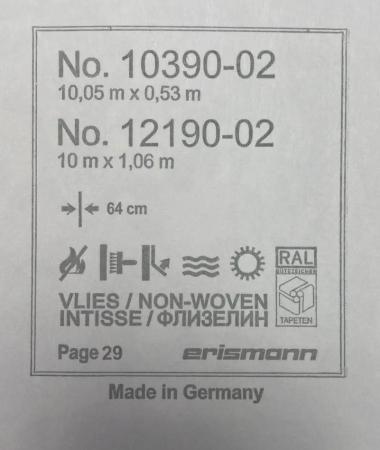 No. 10390-02
10,05 m x 0,53 m
No. 12190-02
10 m x 1,06 m
64 cm
RAL
GÜTEZEICHEN
TAPETEN
VLIES / NON-WOVEN
INTISSE / ФЛИЗЕЛИН
Page 29
erismann
Made in Germany